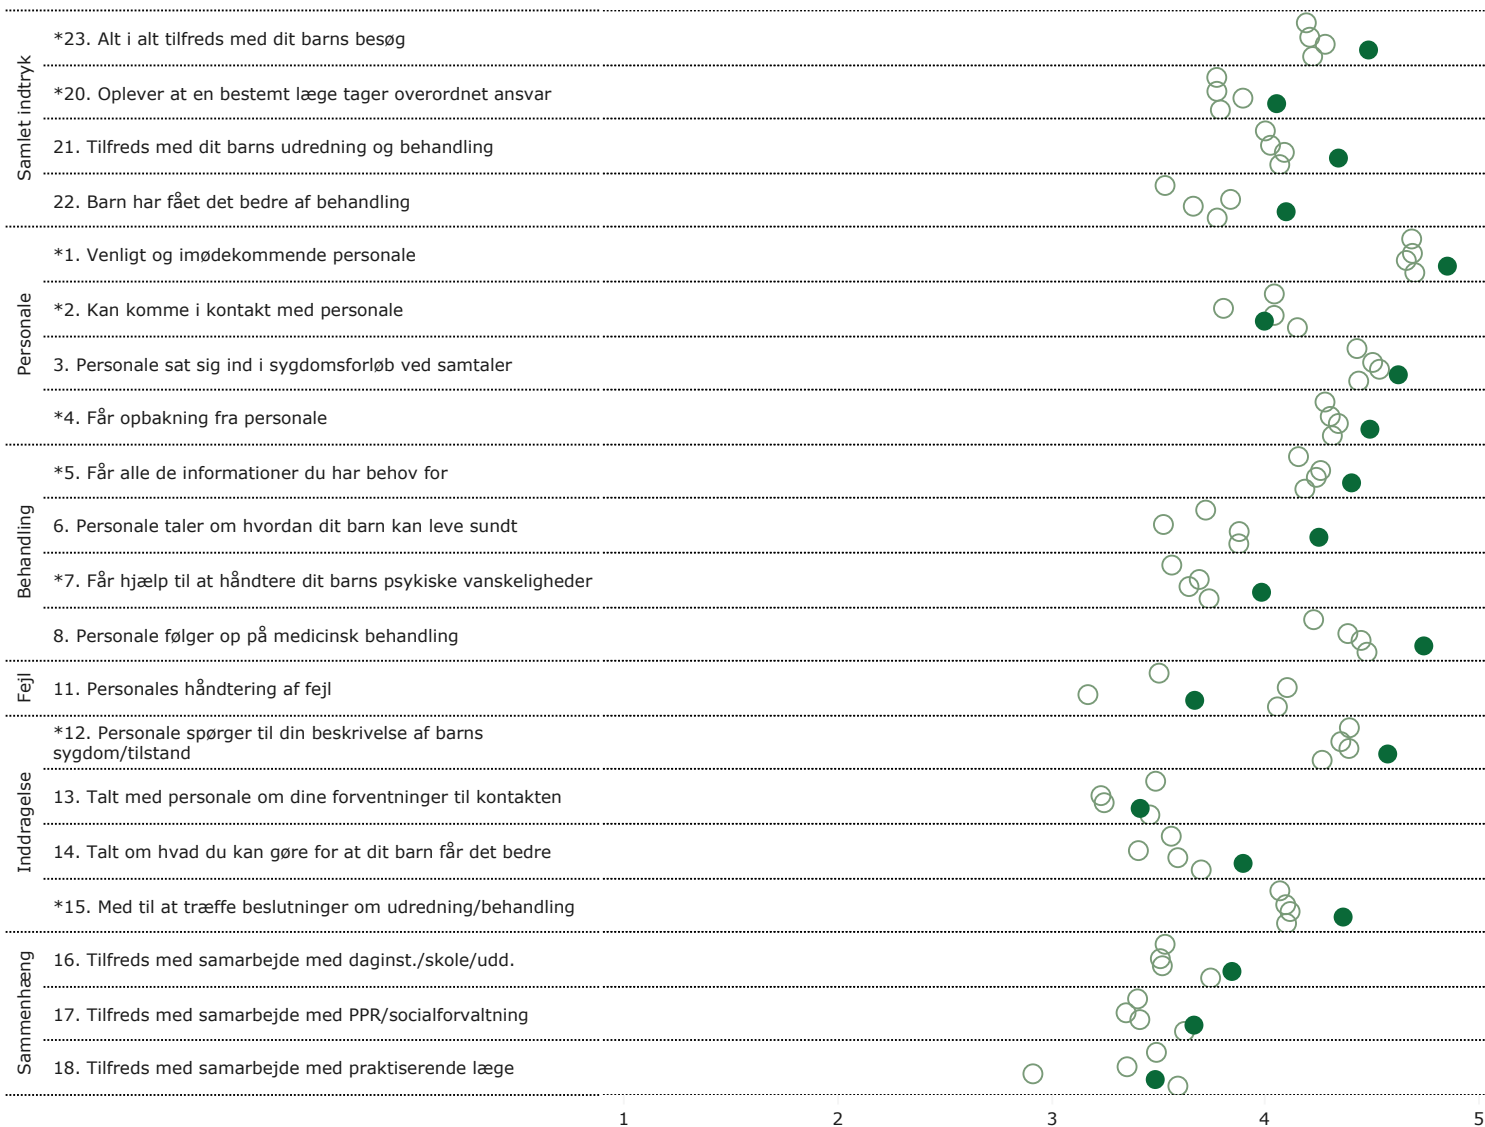 Samlet indtryk
*23. Alt i alt tilfreds med dit barns besøg
*20. Oplever at en bestemt læge tager overordnet ansvar
21. Tilfreds med dit barns udredning og behandling
22. Barn har fået det bedre af behandling
Personale
*1. Venligt og imødekommende personale
*2. Kan komme i kontakt med personale
3. Personale sat sig ind i sygdomsforløb ved samtaler
*4. Får opbakning fra personale
Behandling
*5. Får alle de informationer du har behov for
6. Personale taler om hvordan dit barn kan leve sundt
*7. Får hjælp til at håndtere dit barns psykiske vanskeligheder
8. Personale følger op på medicinsk behandling
Fejl
11. Personales håndtering af fejl
Inddragelse
*12. Personale spørger til din beskrivelse af barns
sygdom/tilstand
13. Talt med personale om dine forventninger til kontakten
14. Talt om hvad du kan gøre for at dit barn får det bedre
*15. Med til at træffe beslutninger om udredning/behandling
Sammenhæng
16. Tilfreds med samarbejde med daginst./skole/udd.
17. Tilfreds med samarbejde med PPR/socialforvaltning
18. Tilfreds med samarbejde med praktiserende læge
1 2 3 4 5